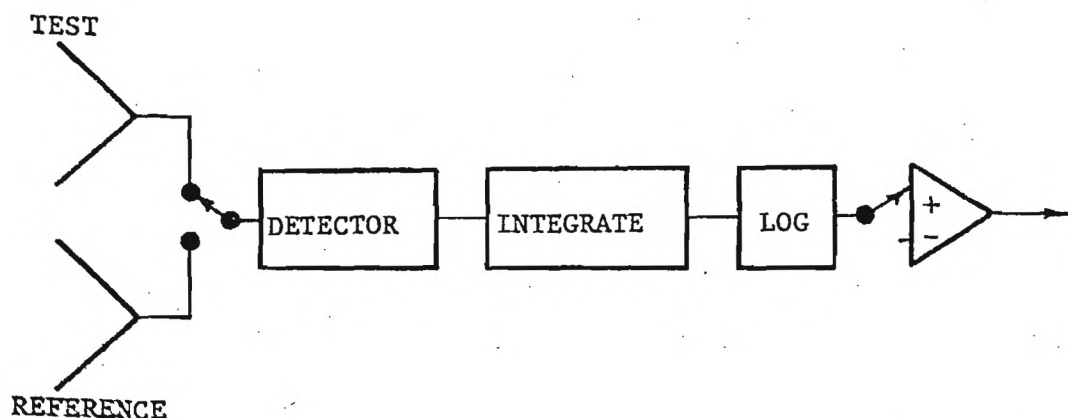 TEST
DETECTOR
INTEGRATE
LOG
+
- -
REFERENCE